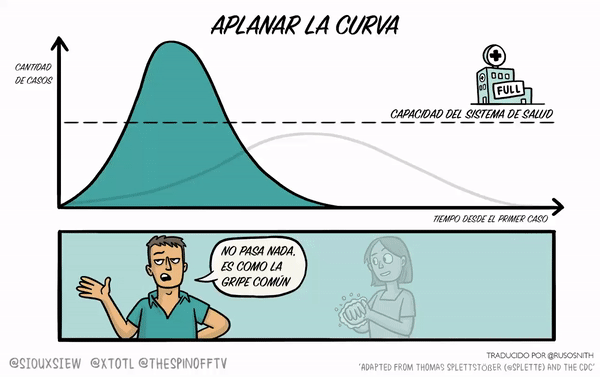 APLANAR LA CURVA
CANTIDAD
DE CASOS
FULL
CAPACIDAD DEL SISTEMA DE SALUD
TIEMPO DESDE EL PRIMER CASO
NO PASA NADA,
ES COMO LA
GRIPE COMÚN
TRADUCIDO POR @RUSOSNITH
@SIOUXSIEW @XTOTL @THESPINOFFTV
"ADAPTED FROM THOMAS SPLETTSTÖßER (@SPLETTE) AND THE CDC"